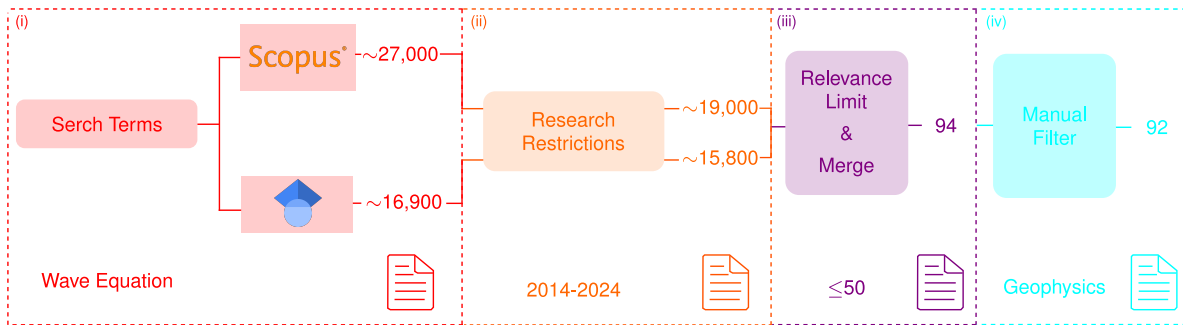 (i)
Serch Terms
Scopus®
~27,000
~16,900
Wave Equation
(ii)
Research
Restrictions
~19,000
~15,800
2014-2024
(iii)
Relevance
Limit
&
Merge
94
≤50
(iv)
Manual
Filter
92
Geophysics